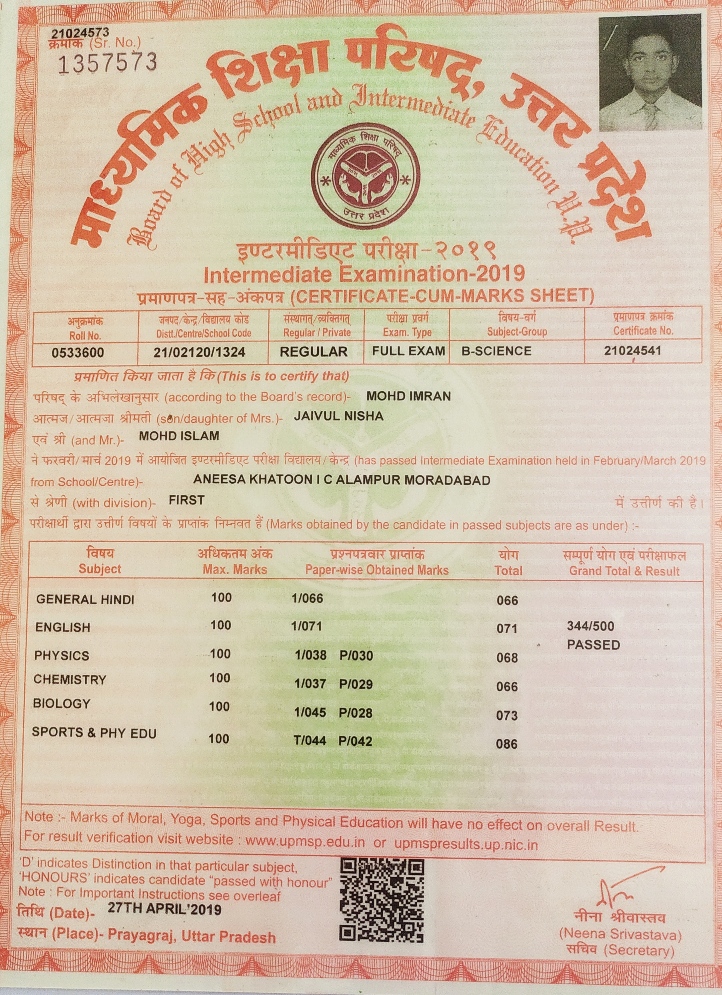 21024573
क्रमांक (Sr. No.)
1357573
माध्यमिक शिक्षा परिषद्, उत्तर प्रदेश
Board of High School and Intermediate Education U.P.
माध्यमिक शिक्षा परिषद्
उत्तर प्रदेश
इण्टरमीडिएट परीक्षा-२०१९
Intermediate Examination-2019
प्रमाणपत्र-सह-अंकपत्र (CERTIFICATE-CUM-MARKS SHEET)
अनुक्रमांक जनपद/केन्द्र/विद्यालय कोड संस्थागत/व्यक्तिगत परीक्षा प्रवर्ग विषय-वर्ग प्रमाणपत्र क्रमांक
Roll No. Distt./Centre/School Code Regular / Private Exam. Type Subject-Group Certificate No.
0533600 21/02120/1324 REGULAR FULL EXAM B-SCIENCE 21024541
प्रमाणित किया जाता है कि (This is to certify that)
परिषद् के अभिलेखानुसार (according to the Board's record)- MOHD IMRAN
आत्मज/आत्मजा श्रीमती (son/daughter of Mrs.)- JAIVUL NISHA
एवं श्री (and Mr.)- MOHD ISLAM
ने फरवरी/मार्च 2019 में आयोजित इण्टरमीडिएट परीक्षा विद्यालय/केन्द्र (has passed Intermediate Examination held in February/March 2019
from School/Centre)- ANEESA KHATOON I C ALAMPUR MORADABAD
से श्रेणी (with division)- FIRST में उत्तीर्ण की है।
परीक्षार्थी द्वारा उत्तीर्ण विषयों के प्राप्तांक निम्नवत हैं (Marks obtained by the candidate in passed subjects are as under) :-
विषय अधिकतम अंक प्रश्नपत्रवार प्राप्तांक योग सम्पूर्ण योग एवं परीक्षाफल
Subject Max. Marks Paper-wise Obtained Marks Total Grand Total & Result
GENERAL HINDI 100 1/066 066
ENGLISH 100 1/071 071 344/500
PASSED
PHYSICS 100 1/038 P/030 068
CHEMISTRY 100 1/037 P/029 066
BIOLOGY 100 1/045 P/028 073
SPORTS & PHY EDU 100 T/044 P/042 086
Note :- Marks of Moral, Yoga, Sports and Physical Education will have no effect on overall Result.
For result verification visit website : www.upmsp.edu.in or upmspresults.up.nic.in
'D' indicates Distinction in that particular subject,
'HONOURS' indicates candidate "passed with honour"
Note : For Important Instructions see overleaf
तिथि (Date)- 27TH APRIL'2019
स्थान (Place)- Prayagraj, Uttar Pradesh
नीना श्रीवास्तव
(Neena Srivastava)
सचिव (Secretary)